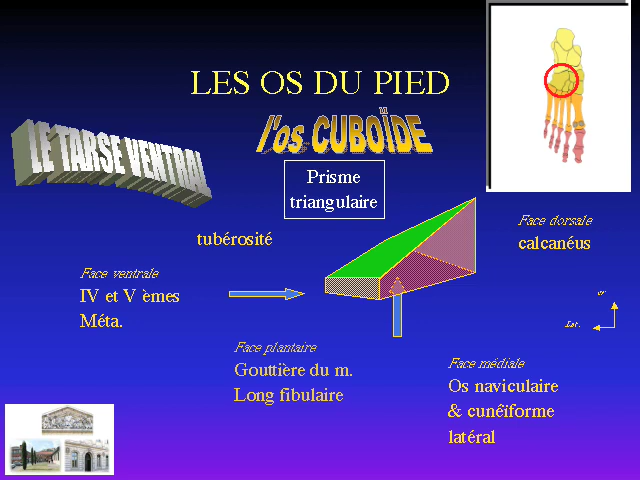 LES OS DU PIED
LE TARSE VENTRAL
l'os CUBOÏDE
Prisme
triangulaire
tubérosité
Face dorsale
calcanéus
Face ventrale
IV et V èmes
Méta.
cr
Lat.
Face plantaire
Gouttière du m.
Long fibulaire
Face médiale
Os naviculaire
& cunéiforme
latéral